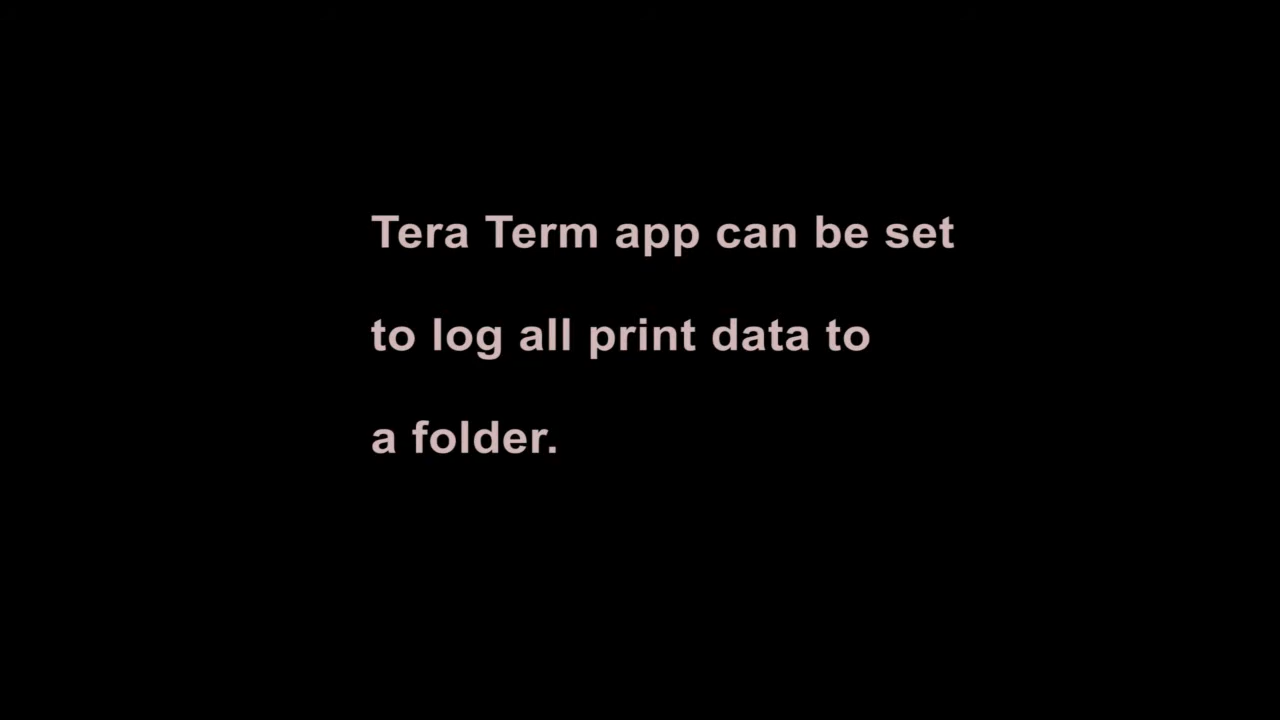 Tera Term app can be set
to log all print data to
a folder.